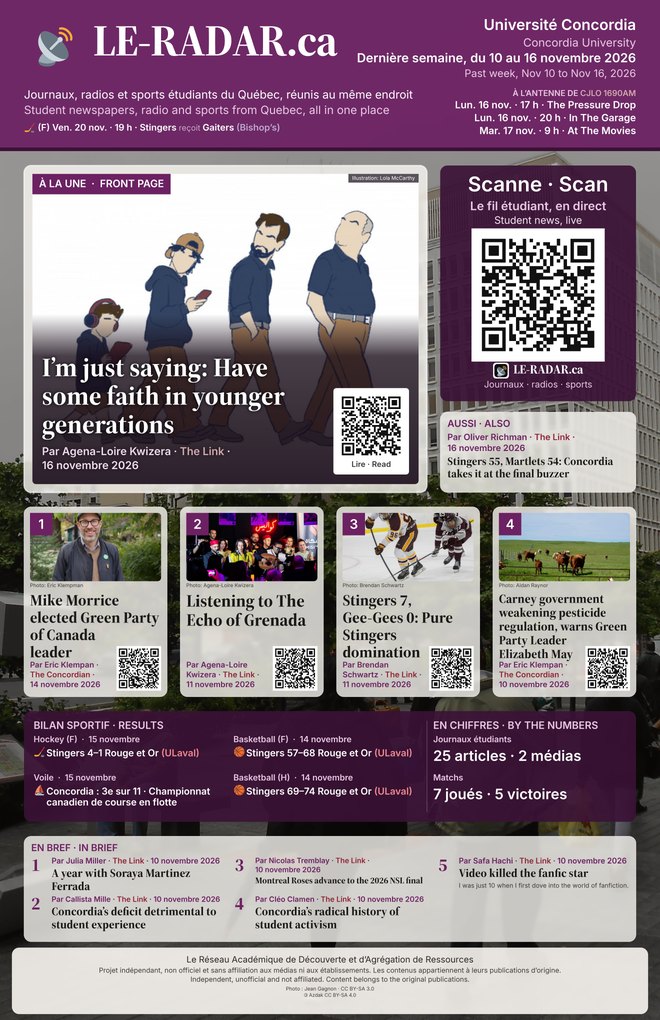 LE-RADAR.ca
Université Concordia
Concordia University
Dernière semaine, du 10 au 16 novembre 2026
Past week, Nov 10 to Nov 16, 2026
Journaux, radios et sports étudiants du Québec, réunis au même endroit
Student newspapers, radio and sports from Quebec, all in one place
(F) Ven. 20 nov. · 19 h · Stingers reçoit Gaiters (Bishop's)
À L'ANTENNE DE CJLO 1690AM
Lun. 16 nov. · 17 h · The Pressure Drop
Lun. 16 nov. · 20 h · In The Garage
Mar. 17 nov. · 9 h · At The Movies
À LA UNE · FRONT PAGE
Illustration: Lola McCarthy
I'm just saying: Have
some faith in younger
generations
Par Agena-Loire Kwizera · The Link ·
16 novembre 2026
Lire · Read
Scanne · Scan
Le fil étudiant, en direct
Student news, live
LE-RADAR.ca
Journaux · radios · sports
AUSSI · ALSO
Par Oliver Richman · The Link ·
16 novembre 2026
Stingers 55, Martlets 54: Concordia
takes it at the final buzzer
1
Photo: Eric Klempman
Mike Morrice
elected Green Party
of Canada
leader
Par Eric Klempan ·
The Concordian ·
14 novembre 2026
2
Photo: Agena-Loire Kwizera
Listening to The
Echo of Grenada
Par Agena-Loire
Kwizera · The Link ·
11 novembre 2026
3
Photo: Brendan Schwartz
Stingers 7,
Gee-Gees 0: Pure
Stingers
domination
Par Brendan
Schwartz · The Link ·
11 novembre 2026
4
Photo: Aidan Raynor
Carney government
weakening pesticide
regulation, warns Green
Party Leader
Elizabeth May
Par Eric Klempan ·
The Concordian ·
10 novembre 2026
BILAN SPORTIF · RESULTS
Hockey (F) · 15 novembre
Stingers 4–1 Rouge et Or (ULaval)
Basketball (F) · 14 novembre
Stingers 57–68 Rouge et Or (ULaval)
Voile · 15 novembre
Concordia : 3e sur 11 · Championnat
canadien de course en flotte
Basketball (H) · 14 novembre
Stingers 69–74 Rouge et Or (ULaval)
EN CHIFFRES · BY THE NUMBERS
Journaux étudiants
25 articles · 2 médias
Matchs
7 joués · 5 victoires
EN BREF · IN BRIEF
1
Par Julia Miller · The Link · 10 novembre 2026
A year with Soraya Martinez
Ferrada
2
Par Callista Mille · The Link · 10 novembre 2026
Concordia's deficit detrimental to
student experience
3
Par Nicolas Tremblay · The Link ·
10 novembre 2026
Montreal Roses advance to the 2026 NSL final
4
Par Cléo Clamen · The Link · 10 novembre 2026
Concordia's radical history of
student activism
5
Par Safa Hachi · The Link · 10 novembre 2026
Video killed the fanfic star
I was just 10 when I first dove into the world of fanfiction.
Le Réseau Académique de Découverte et d'Agrégation de Ressources
Projet indépendant, non officiel et sans affiliation aux médias ni aux établissements. Les contenus appartiennent à leurs publications d'origine.
Independent, unofficial and not affiliated. Content belongs to the original publications.
Photo : Jean Gagnon · CC BY-SA 3.0
Azdak CC BY-SA 4.0